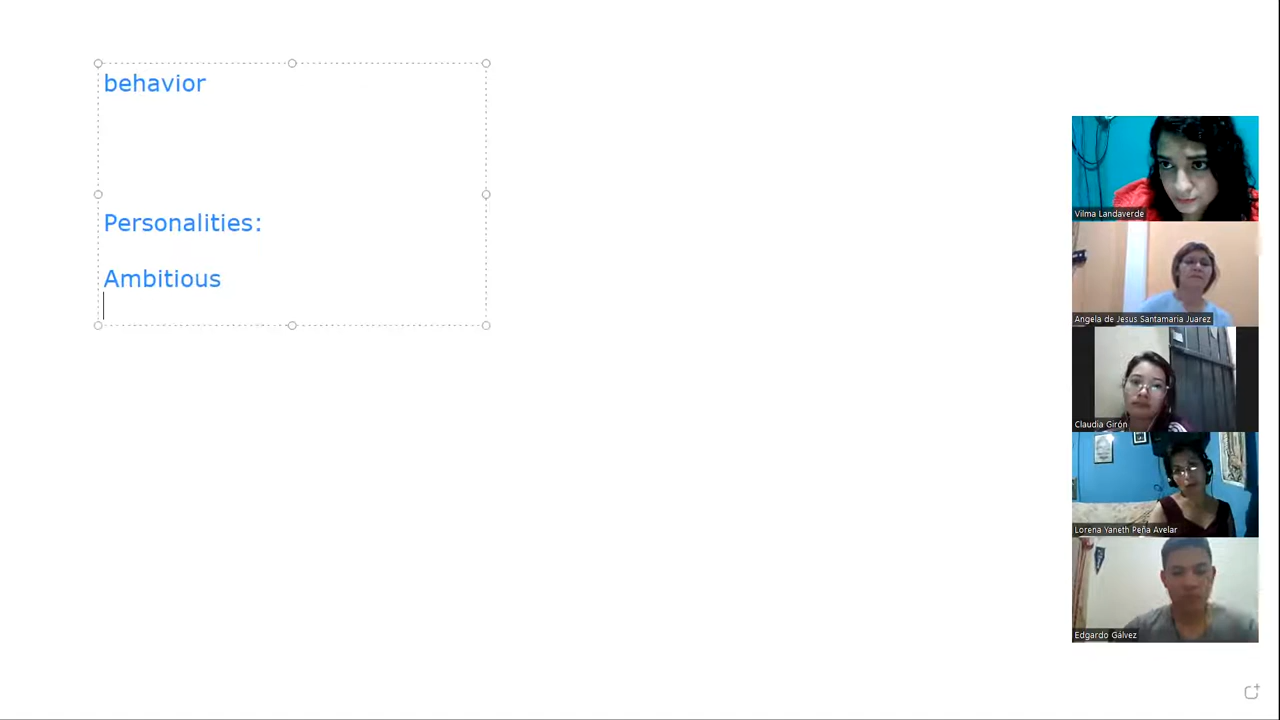 behavior
Personalities:
Ambitious
Vilma Landaverde
Angela de Jesus Santamaria Juarez
Claudia Girón
Lorena Yaneth Peña Avelar
Edgardo Gálvez